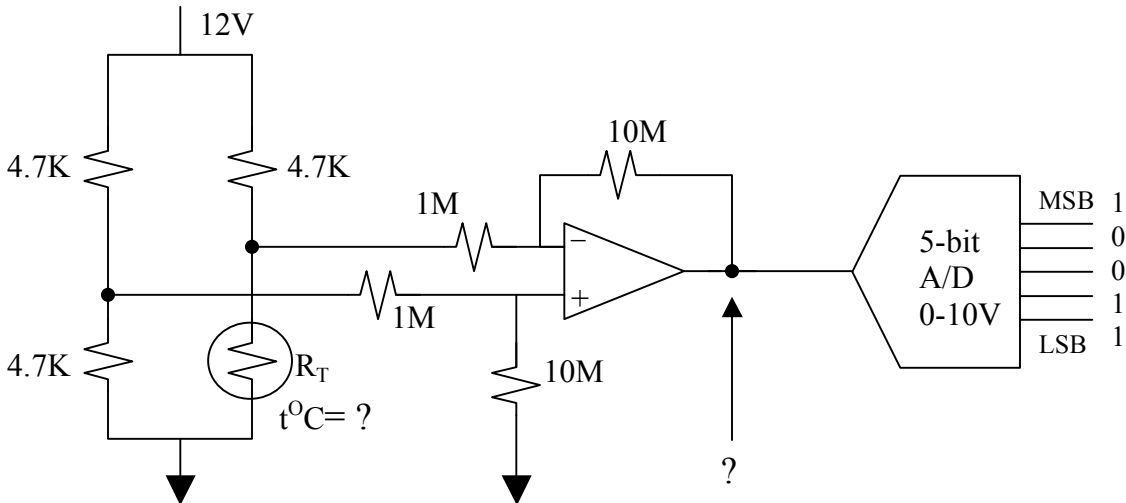 12V
4.7K
4.7K
10M
1M
1M
−
+
4.7K
R_T
t^OC= ?
10M
?
5-bit
A/D
0-10V
MSB
LSB
1
0
0
1
1